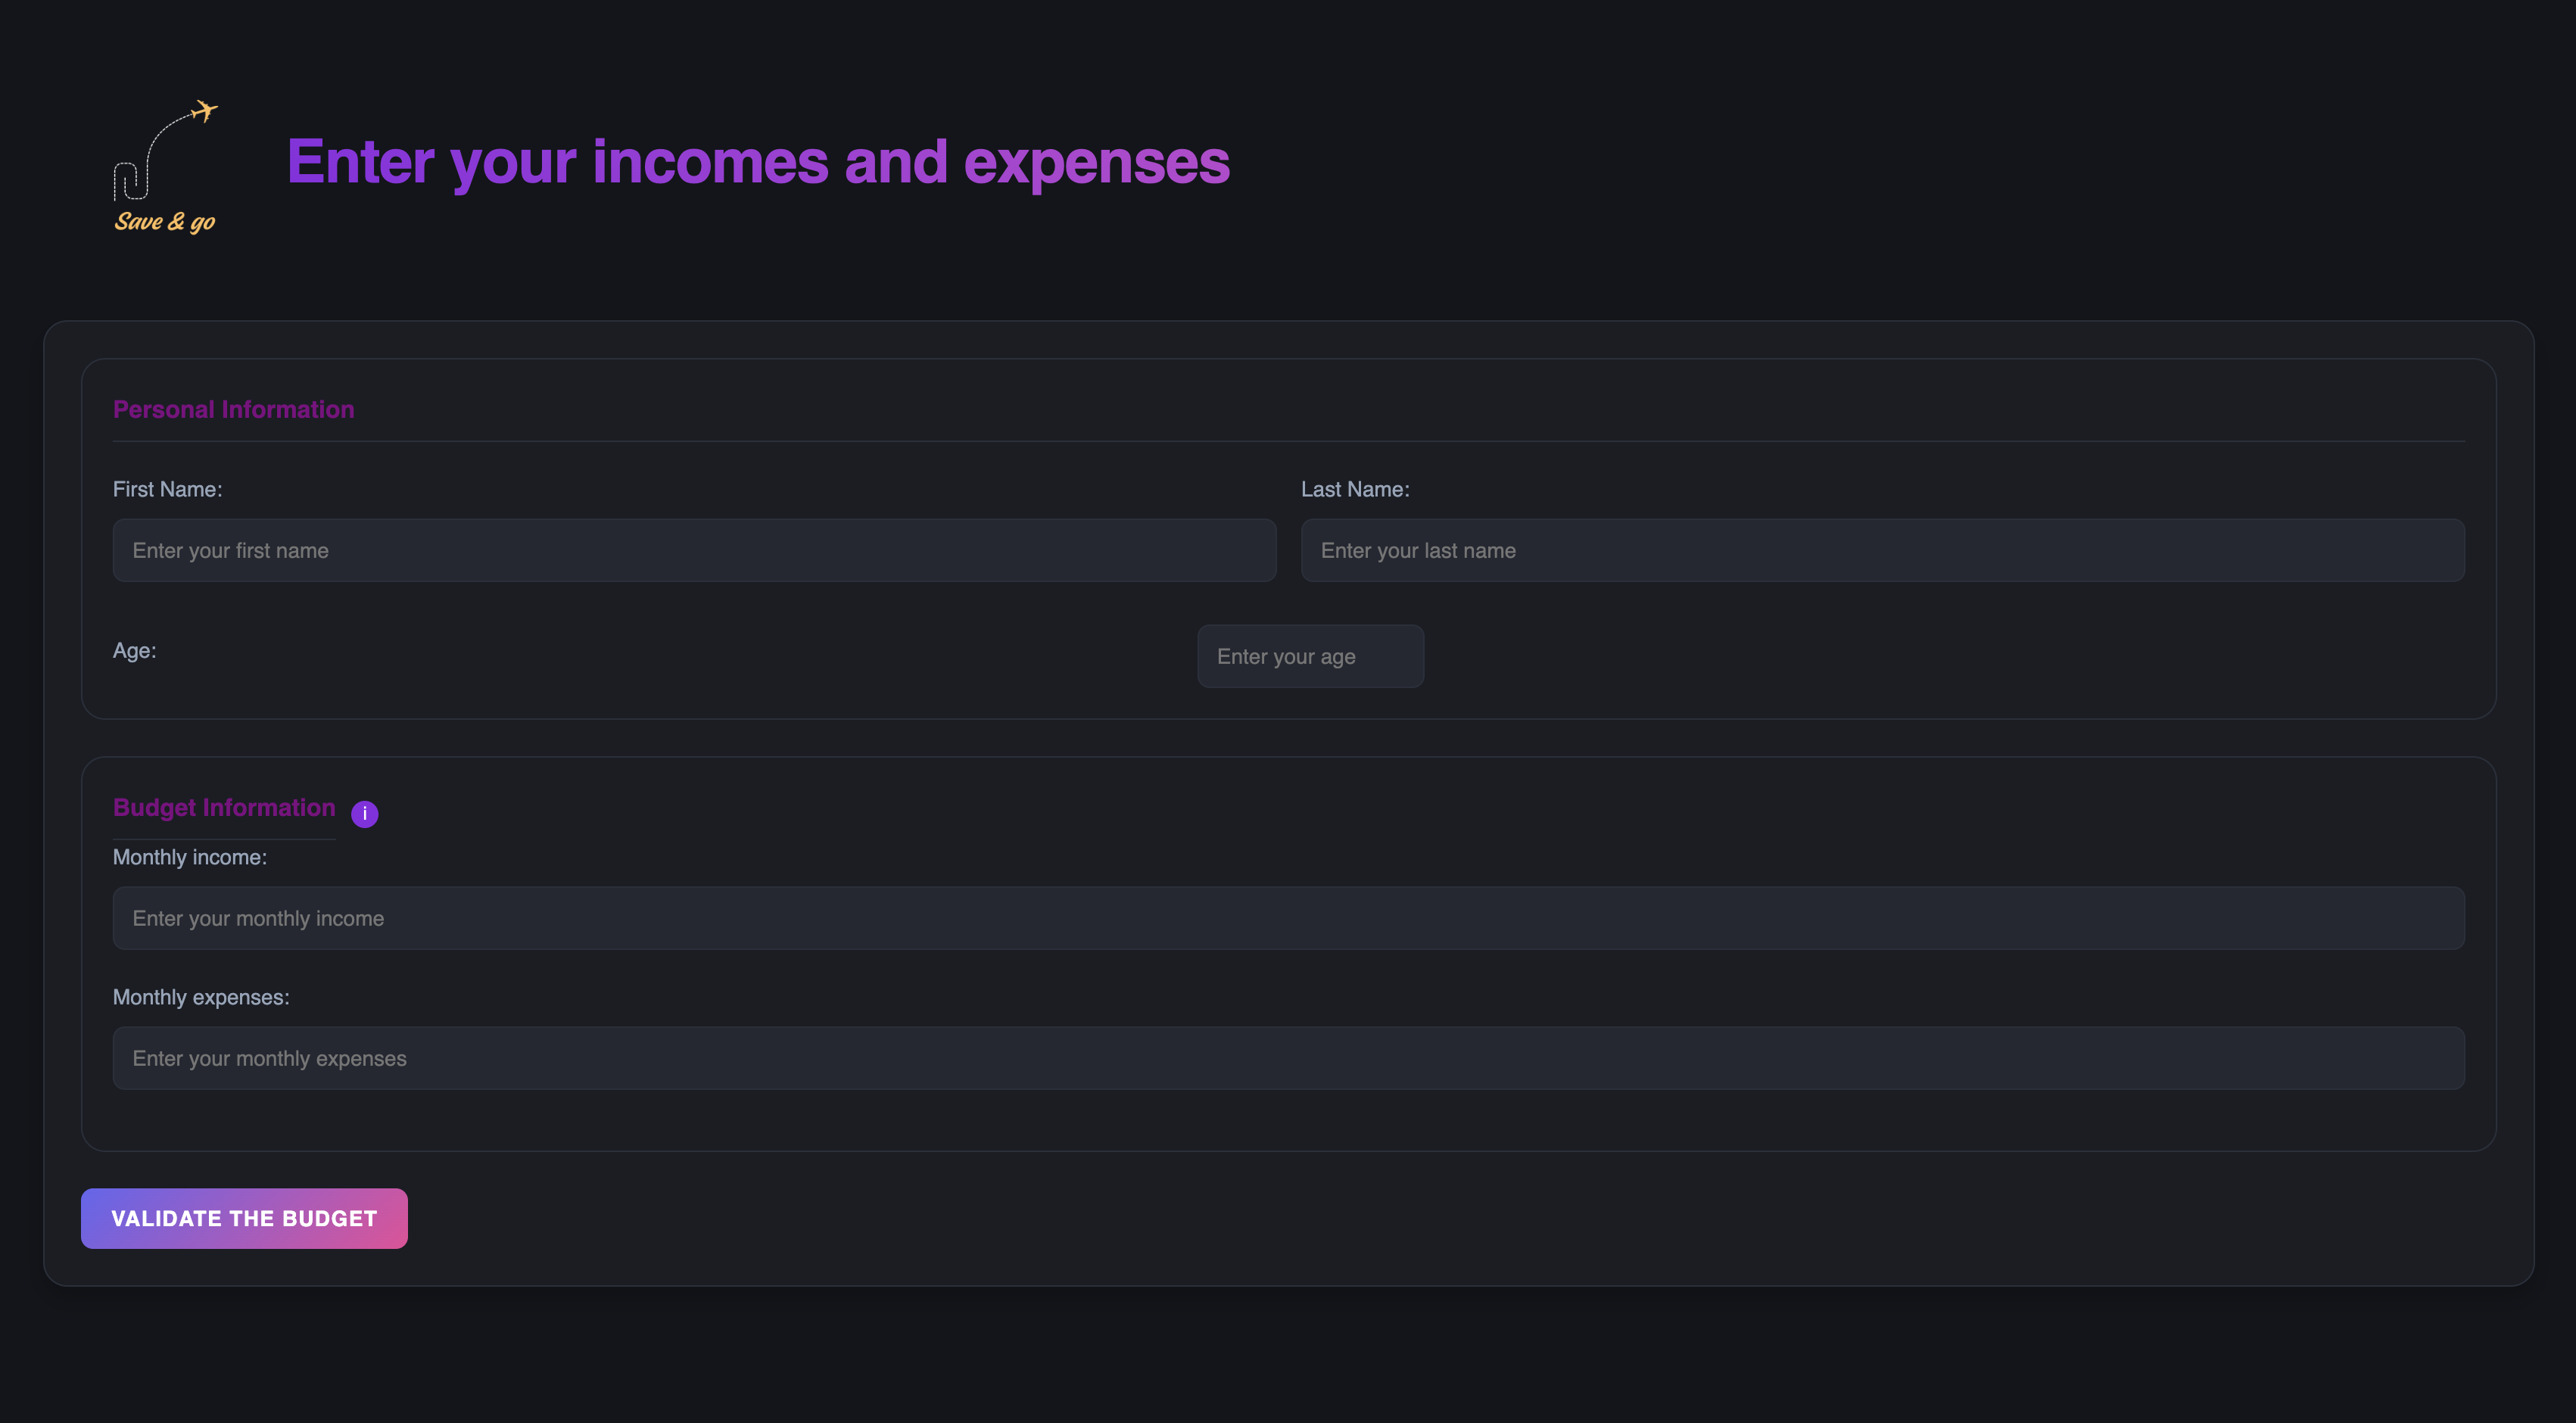 Save & go
Enter your incomes and expenses
Personal Information
First Name:
Last Name:
Enter your first name
Enter your last name
Age:
Enter your age
Budget Information i
Monthly income:
Enter your monthly income
Monthly expenses:
Enter your monthly expenses
VALIDATE THE BUDGET